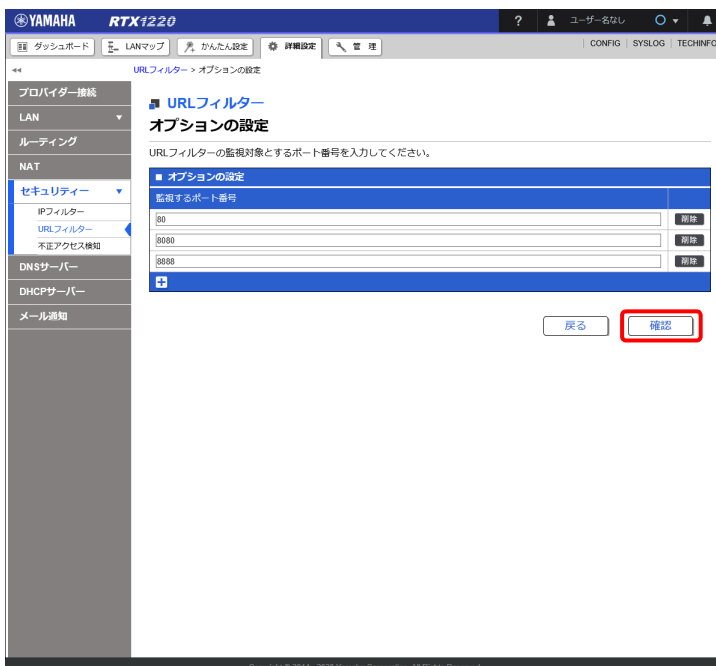 YAMAHA RTX1220 ? ユーザー名なし
ダッシュボード LANマップ かんたん設定 詳細設定 管 理 CONFIG SYSLOG TECHINFO
URLフィルター > オプションの設定
プロバイダー接続
LAN
ルーティング
NAT
セキュリティー
IPフィルター
URLフィルター
不正アクセス検知
DNSサーバー
DHCPサーバー
メール通知
URLフィルター
オプションの設定
URLフィルターの監視対象とするポート番号を入力してください。
■ オプションの設定
監視するポート番号
80 削除
8080 削除
8888 削除
+
戻る 確認